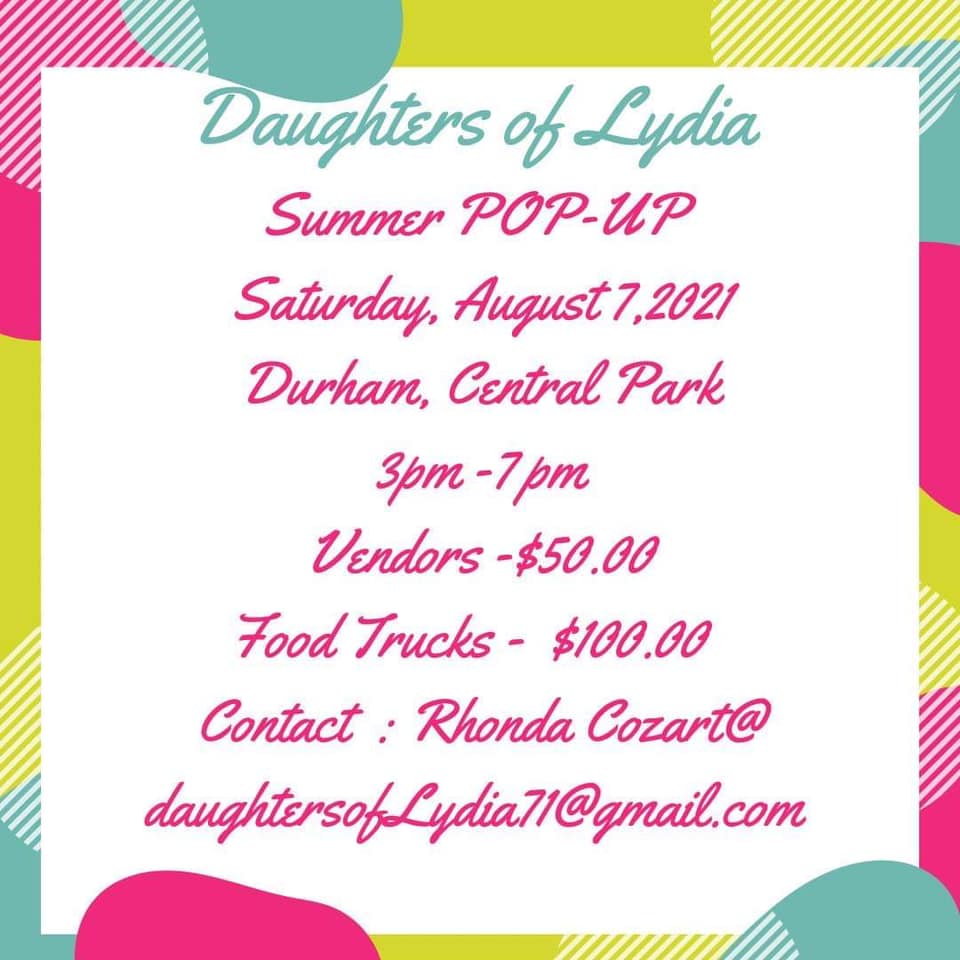 Daughters of Lydia
Summer POP-UP
Saturday, August 7,2021
Durham, Central Park
3pm -7pm
Vendors -$50.00
Food Trucks - $100.00
Contact : Rhonda Cozart@
daughtersofLydia71@gmail.com